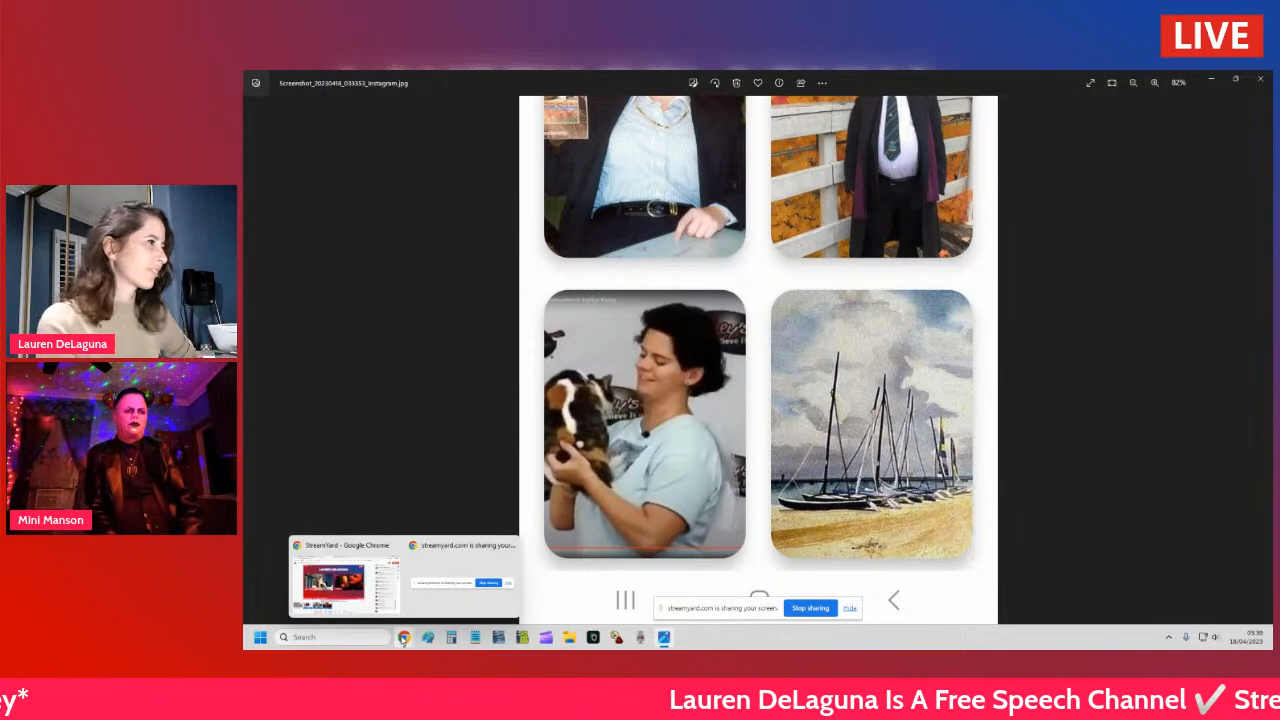 LIVE
Screenshot_20230418_033353_Instagram.jpg
82%
Lauren DeLaguna
Mini Manson
StreamYard - Google Chrome
streamyard.com is sharing your...
streamyard.com is sharing your screen.
Stop sharing
Hide
Search
03:39
18/04/2023
ey*
Lauren DeLaguna Is A Free Speech Channel ✔ Stre